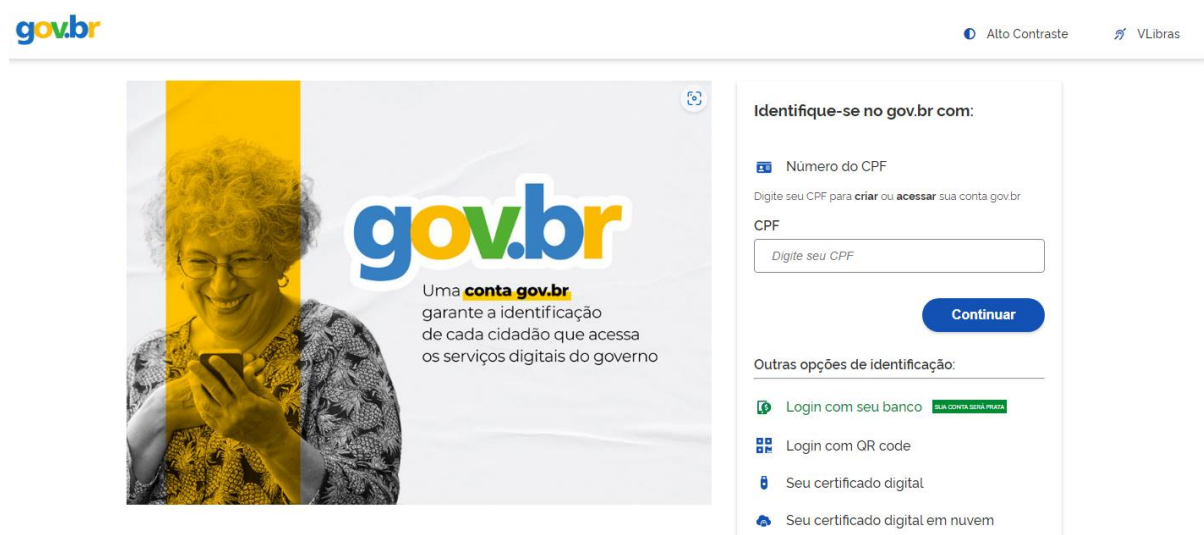 gov.br
Alto Contraste
VLibras
gov.br
Uma conta gov.br
garante a identificação
de cada cidadão que acessa
os serviços digitais do governo
Identifique-se no gov.br com:
Número do CPF
Digite seu CPF para criar ou acessar sua conta gov.br
CPF
Digite seu CPF
Continuar
Outras opções de identificação:
Login com seu banco SUA CONTA SERÁ PRATA
Login com QR code
Seu certificado digital
Seu certificado digital em nuvem